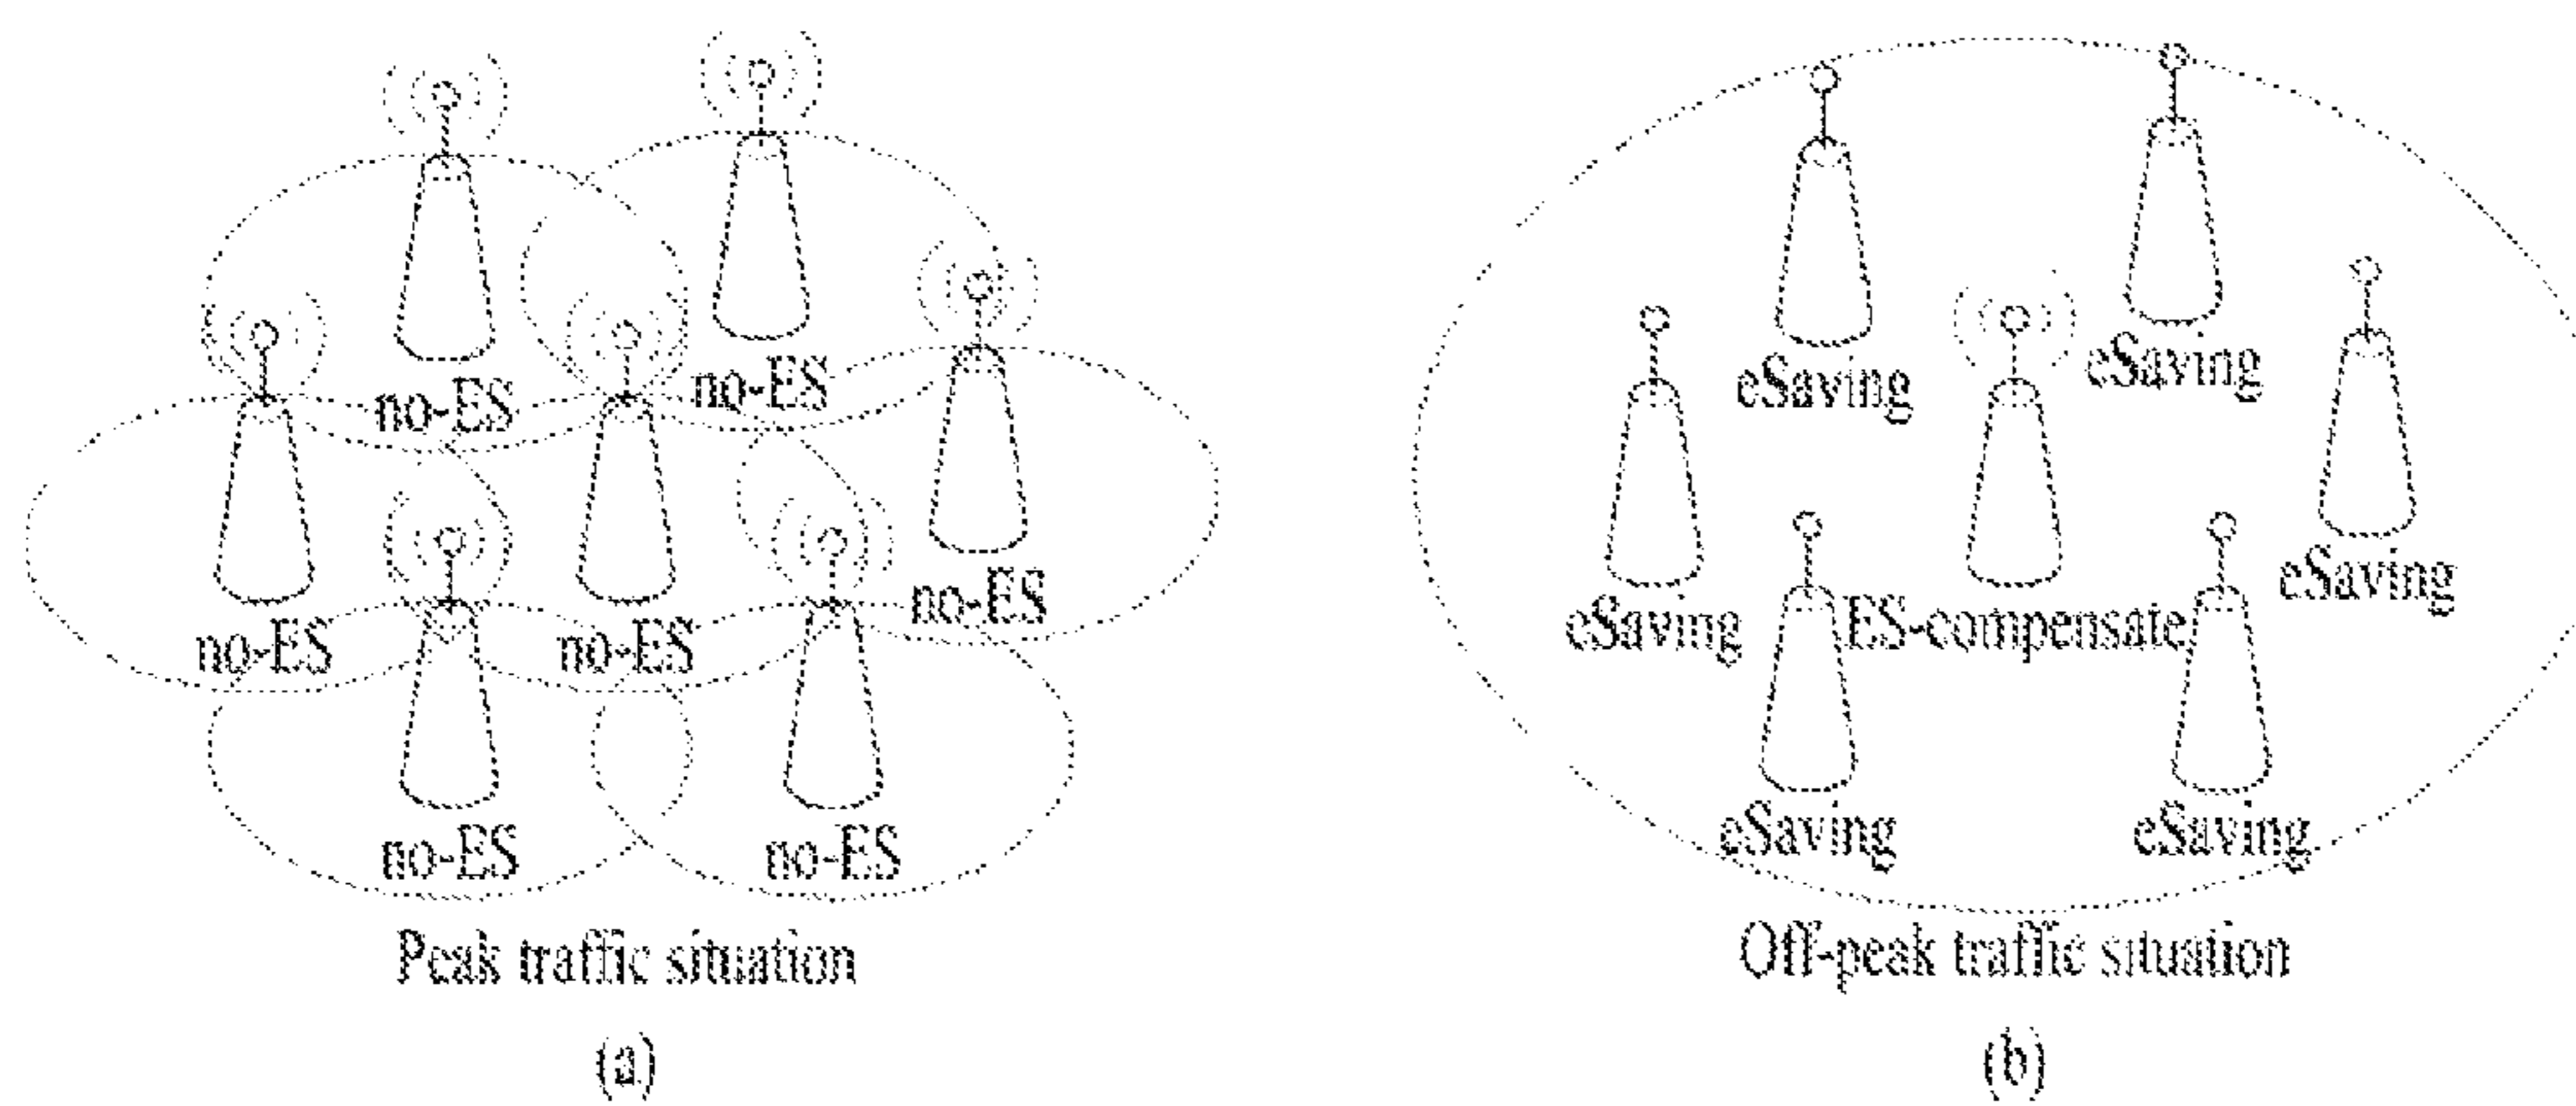 no-ES
no-ES
no-ES
no-ES
no-ES
no-ES
no-ES
Peak traffic situation
(a)
eSaving
eSaving
eSaving
eSaving
ES-compensate
eSaving
eSaving
Off-peak traffic situation
(b)